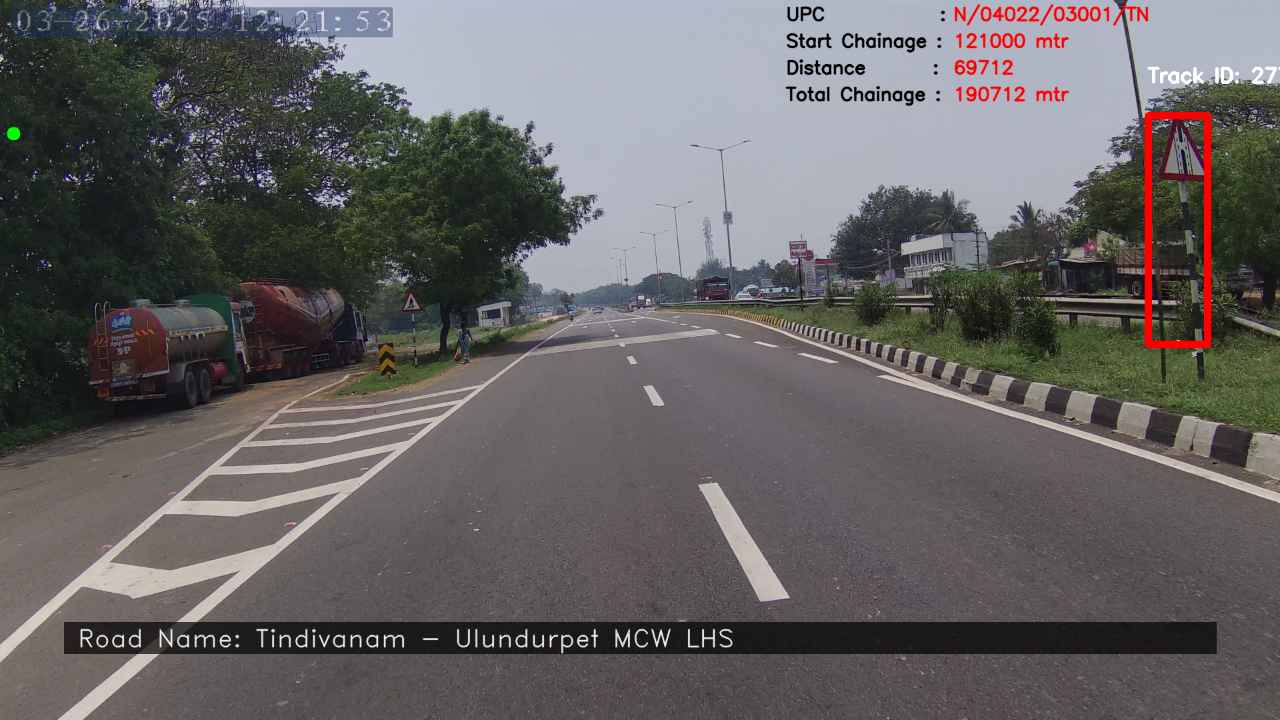 03-26-2025 12:21:53
UPC : N/04022/03001/TN
Start Chainage : 121000 mtr
Distance : 69712
Total Chainage : 190712 mtr
Track ID: 277
Road Name: Tindivanam - Ulundurpet MCW LHS